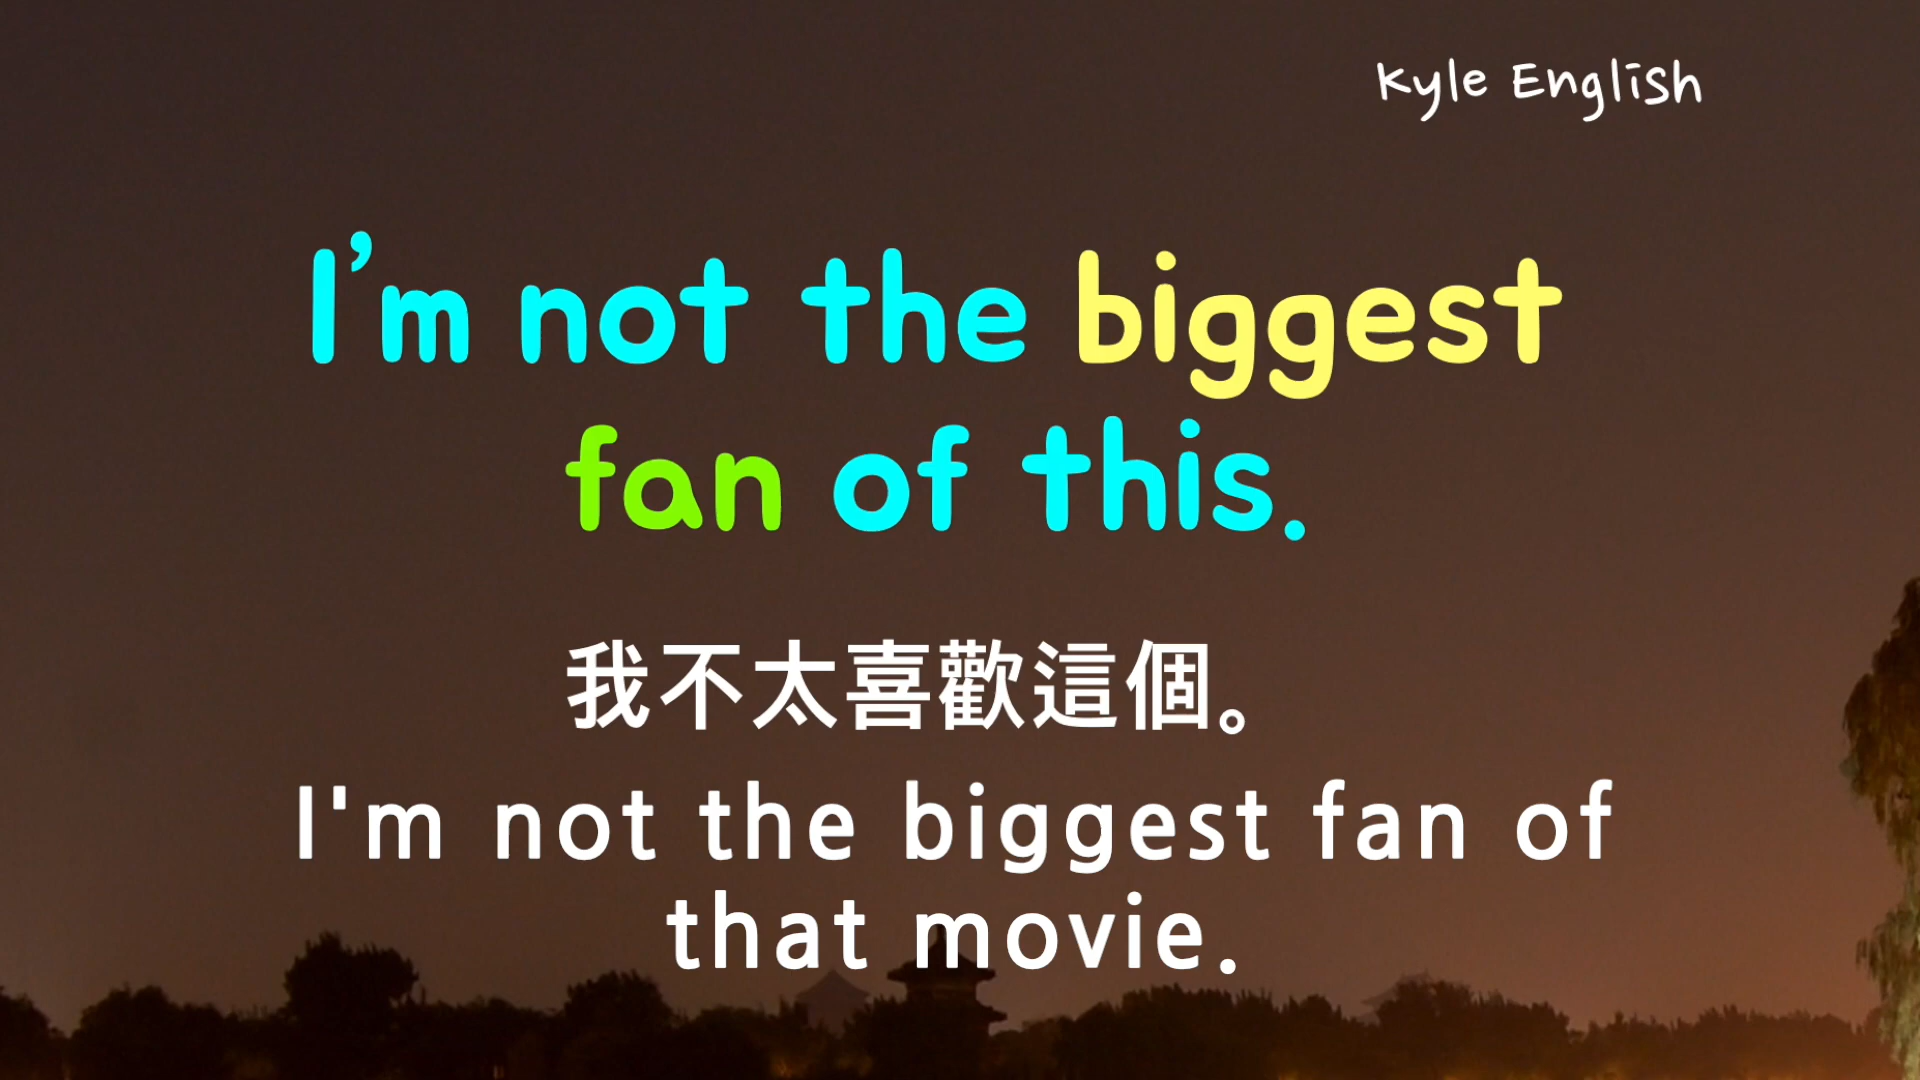 Kyle English
I’m not the biggest
fan of this.
我不太喜歡這個。
I'm not the biggest fan of
that movie.